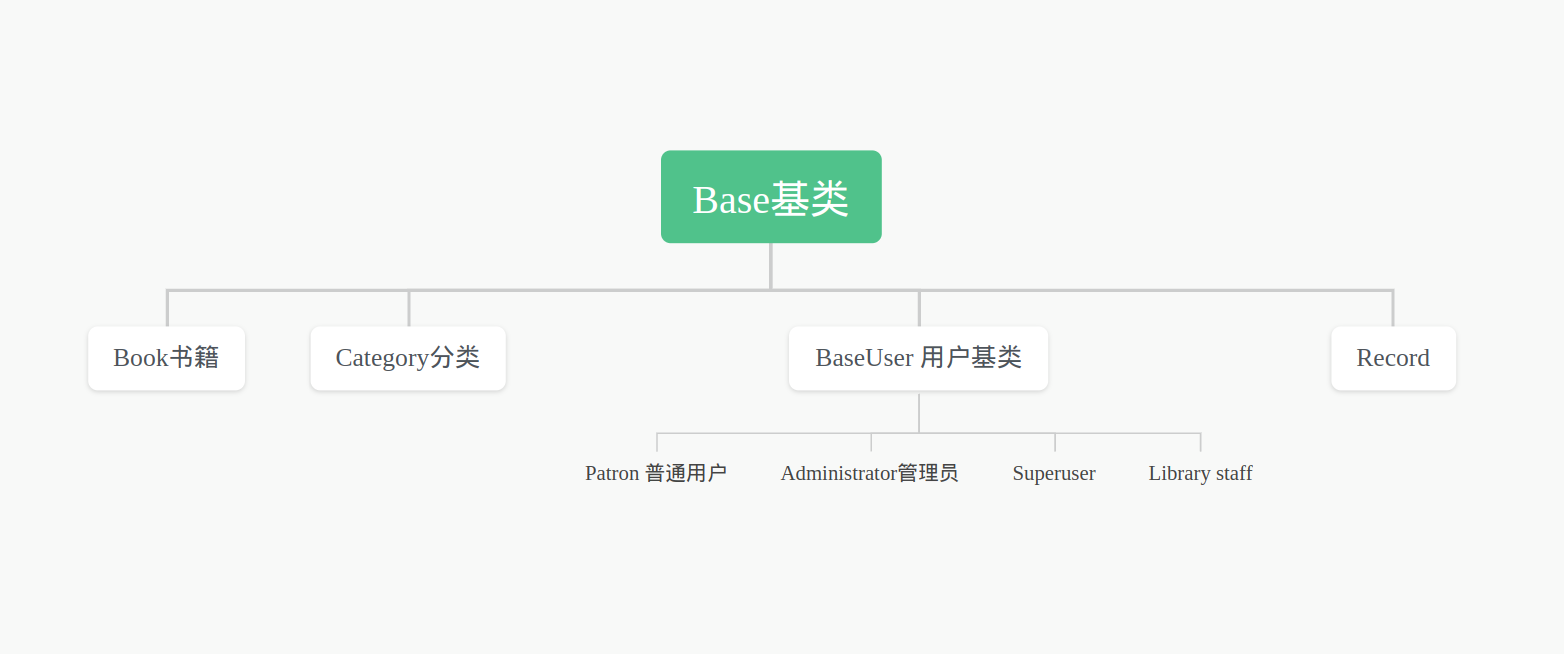 Base基类
Book书籍
Category分类
BaseUser 用户基类
Record
Patron 普通用户
Administrator管理员
Superuser
Library staff